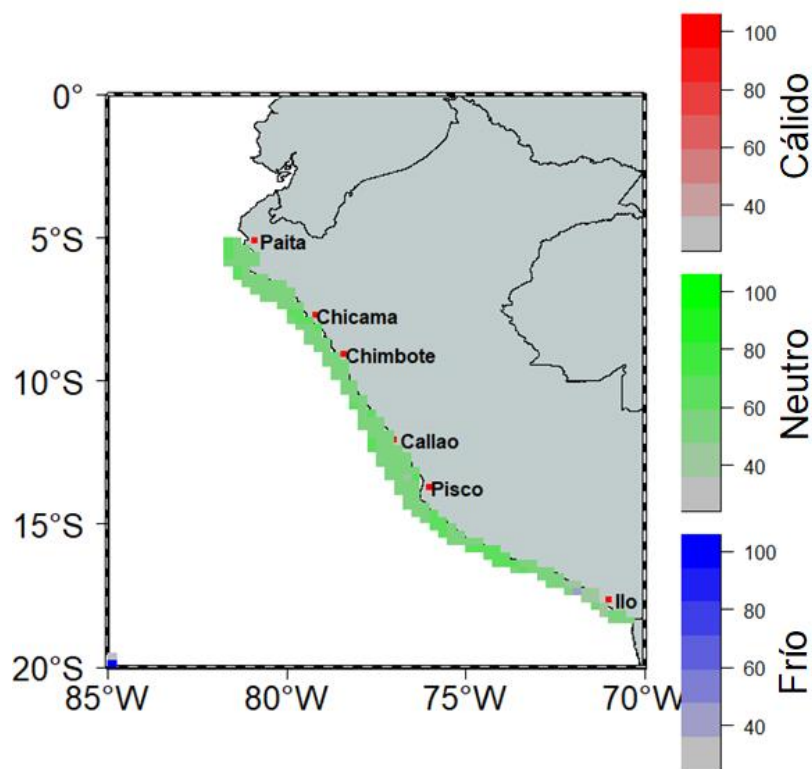 0°
5°S
10°S
15°S
20°S
85°W
80°W
75°W
70°W
Paita
Chicama
Chimbote
Callao
Pisco
Ilo
100
80
60
40
Cálido
100
80
60
40
Neutro
100
80
60
40
Frío